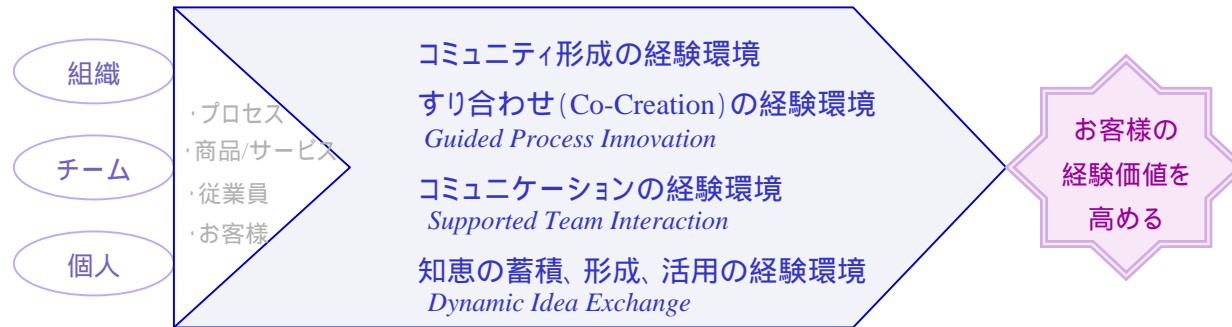 組織
チーム
個人
・プロセス
・商品/サービス
・従業員
・お客様
コミュニティ形成の経験環境
すり合わせ(Co-Creation)の経験環境
Guided Process Innovation
コミュニケーションの経験環境
Supported Team Interaction
知恵の蓄積、形成、活用の経験環境
Dynamic Idea Exchange
お客様の
経験価値を
高める